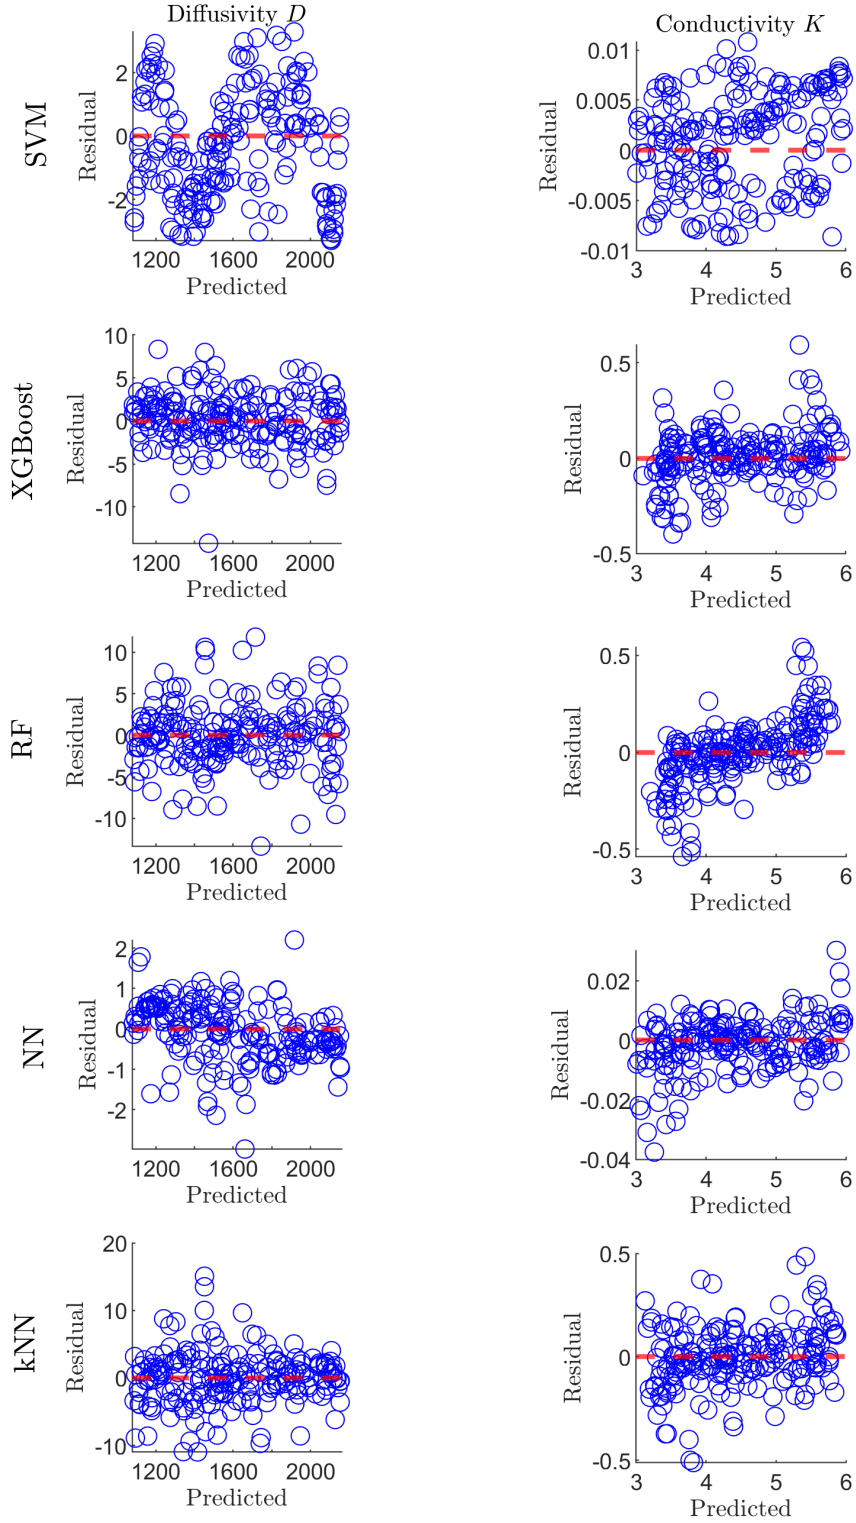 Diffusivity D
Conductivity K
SVM
Residual
2
0
-2
1200 1600 2000
Predicted
Residual
0.01
0.005
0
-0.005
-0.01
3 4 5 6
Predicted
XGBoost
Residual
10
5
0
-5
-10
1200 1600 2000
Predicted
Residual
0.5
0
-0.5
3 4 5 6
Predicted
RF
Residual
10
5
0
-5
-10
1200 1600 2000
Predicted
Residual
0.5
0
-0.5
3 4 5 6
Predicted
NN
Residual
2
1
0
-1
-2
1200 1600 2000
Predicted
Residual
0.02
0
-0.02
-0.04
3 4 5 6
Predicted
kNN
Residual
20
10
0
-10
1200 1600 2000
Predicted
Residual
0.5
0
-0.5
3 4 5 6
Predicted